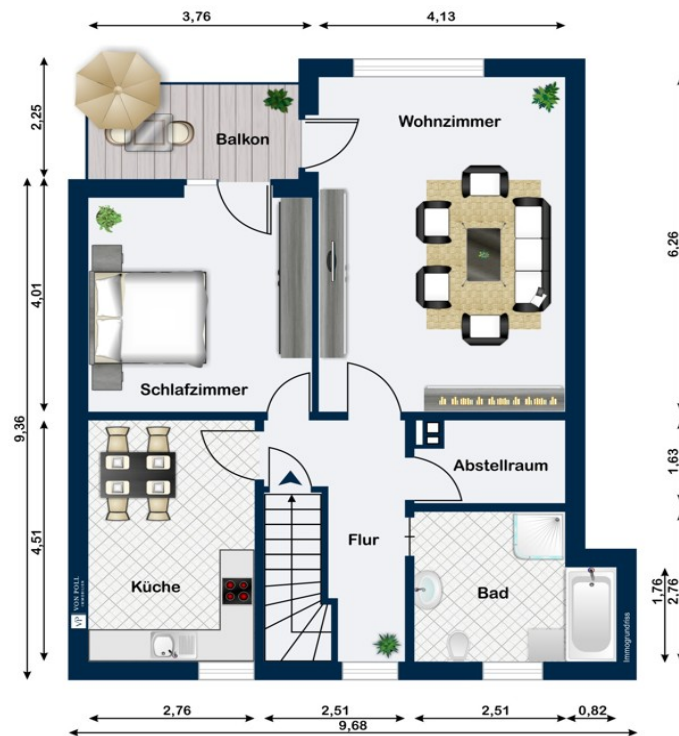 3,76
4,13
2,25
Balkon
Wohnzimmer
6,26
4,01
9,36
Schlafzimmer
4,51
Abstellraum
1,63
Küche
Flur
Bad
1,76
2,76
VP VON POLL
IMMOBILIEN
Immogrundriss
2,76
2,51
2,51
0,82
9,68